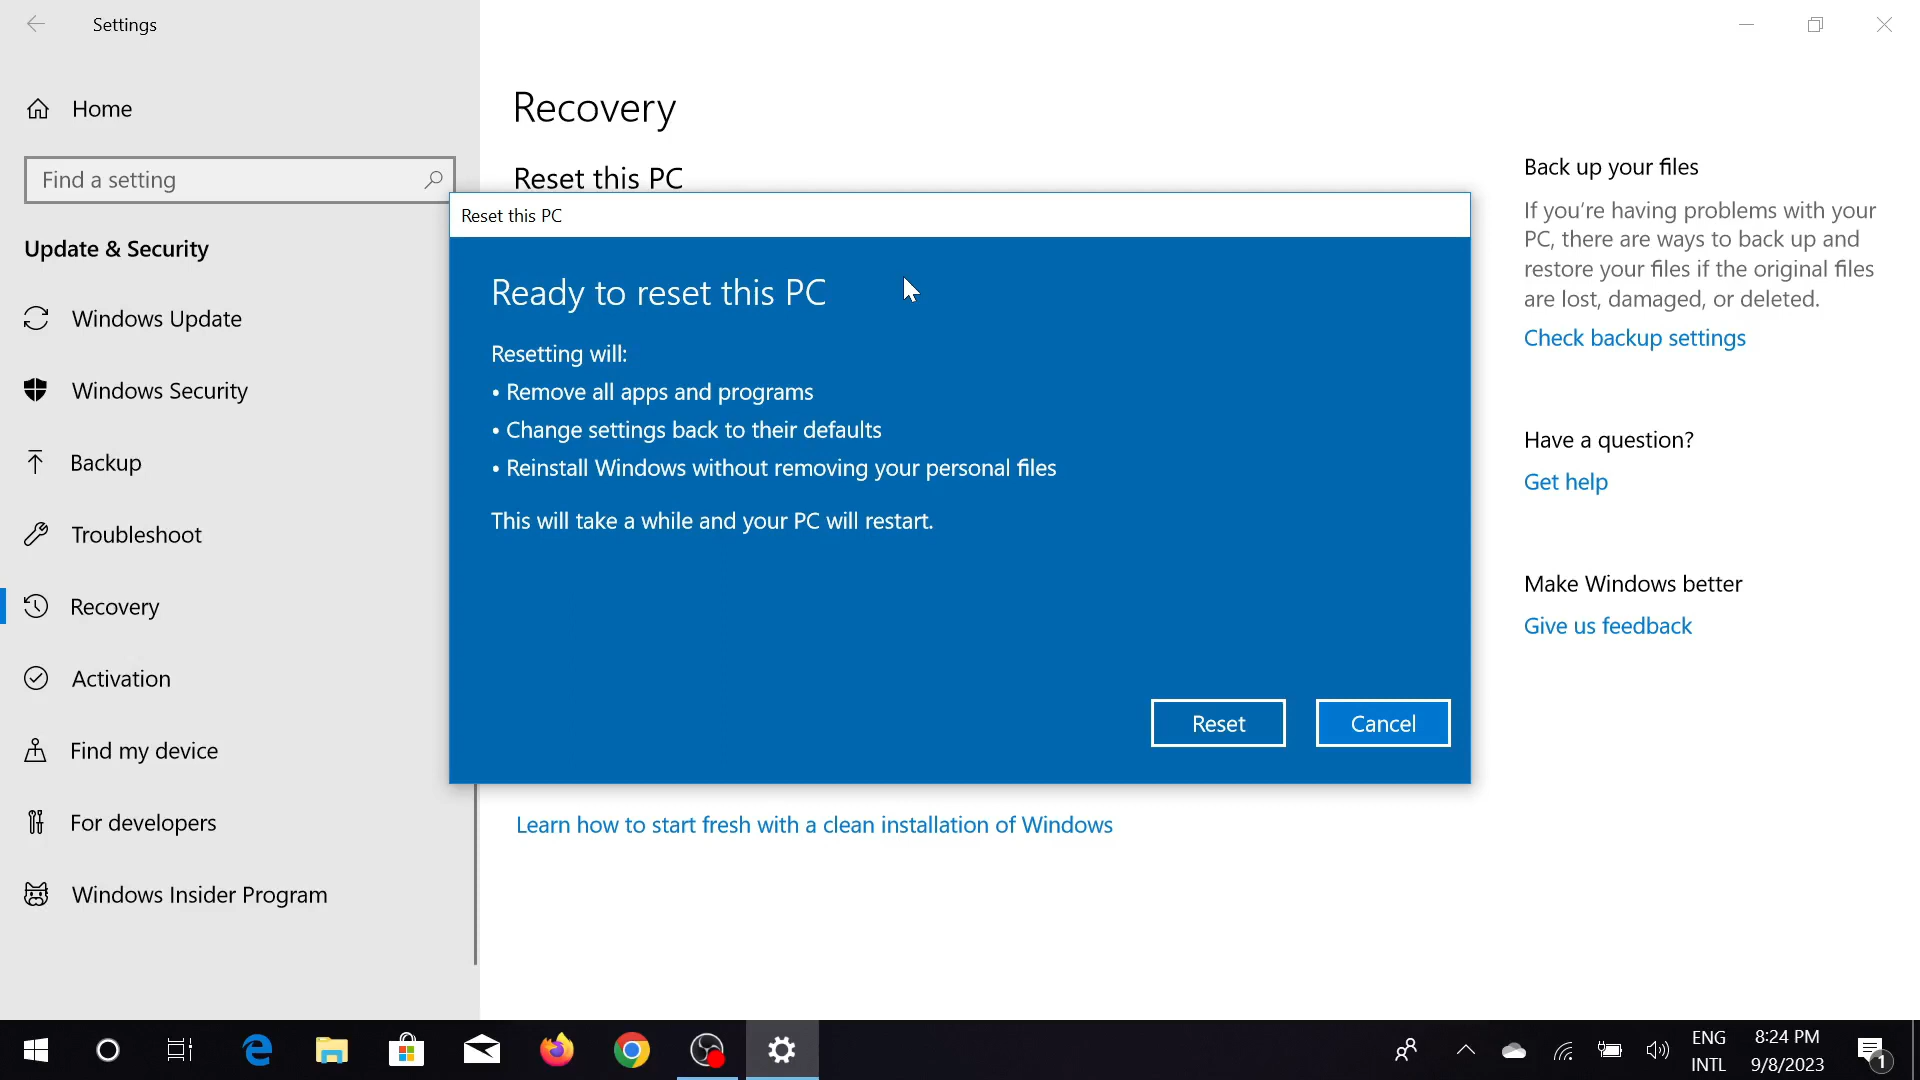 Settings
Home
Find a setting
Update & Security
Windows Update
Windows Security
Backup
Troubleshoot
Recovery
Activation
Find my device
For developers
Windows Insider Program
Recovery
Reset this PC
Reset this PC
Ready to reset this PC
Resetting will:
• Remove all apps and programs
• Change settings back to their defaults
• Reinstall Windows without removing your personal files
This will take a while and your PC will restart.
Reset
Cancel
Learn how to start fresh with a clean installation of Windows
Back up your files
If you're having problems with your
PC, there are ways to back up and
restore your files if the original files
are lost, damaged, or deleted.
Check backup settings
Have a question?
Get help
Make Windows better
Give us feedback
ENG
INTL
8:24 PM
9/8/2023
1